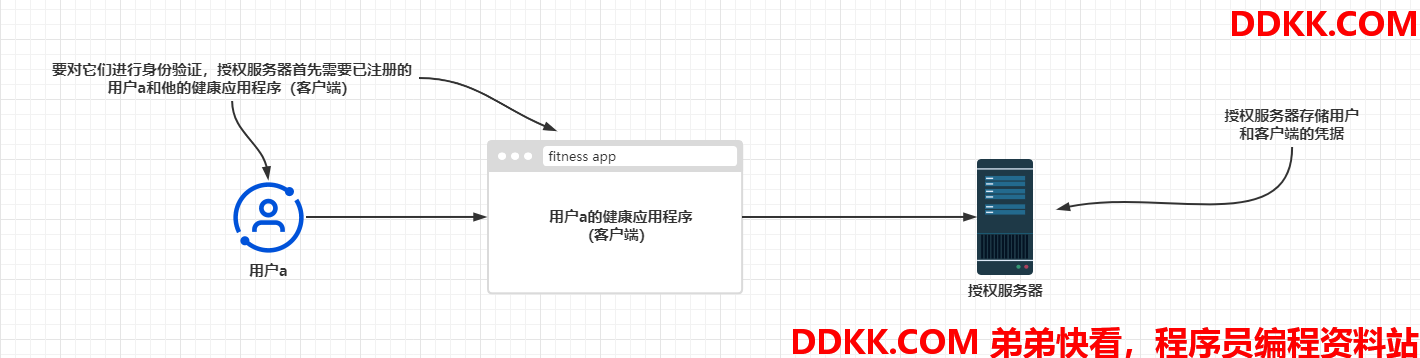 DDKK.COM
要对它们进行身份验证，授权服务器首先需要已注册的
用户a和他的健康应用程序（客户端）
授权服务器存储用户
和客户端的凭据
fitness app
用户a的健康应用程序
(客户端)
用户a
授权服务器
DDKK.COM 弟弟快看，程序员编程资料站